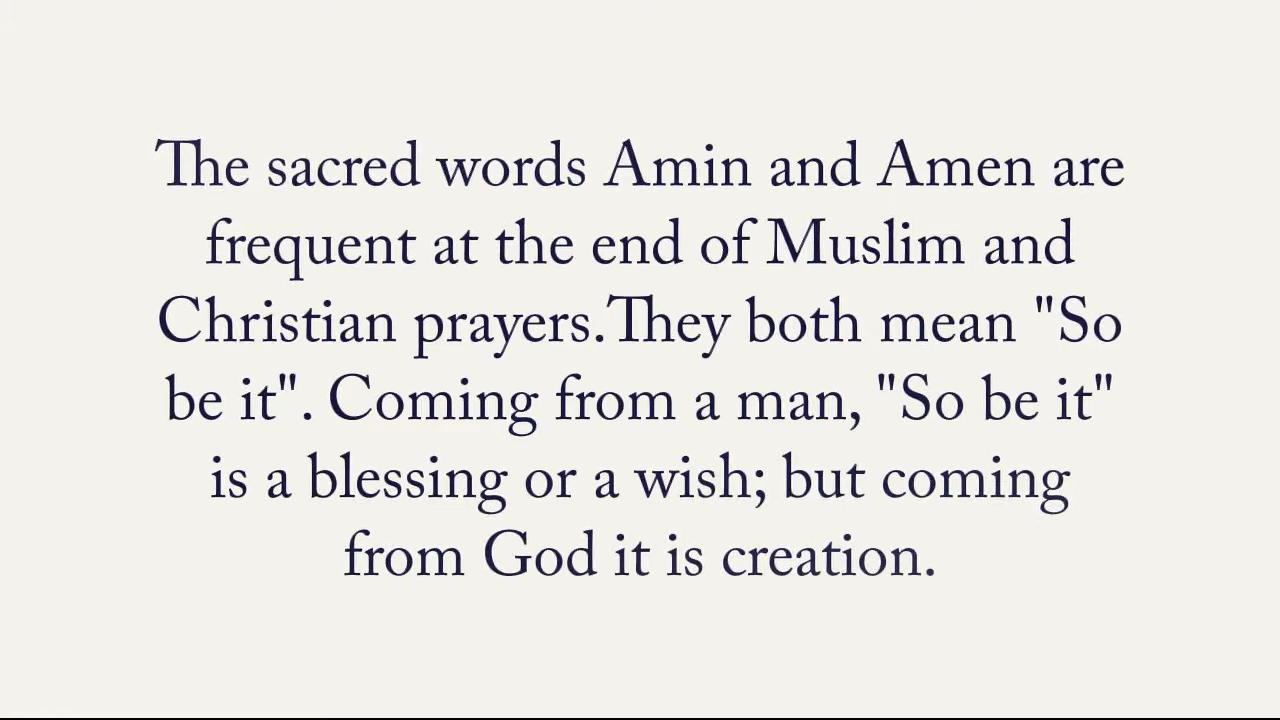 The sacred words Amin and Amen are
frequent at the end of Muslim and
Christian prayers.They both mean "So
be it". Coming from a man, "So be it"
is a blessing or a wish; but coming
from God it is creation.